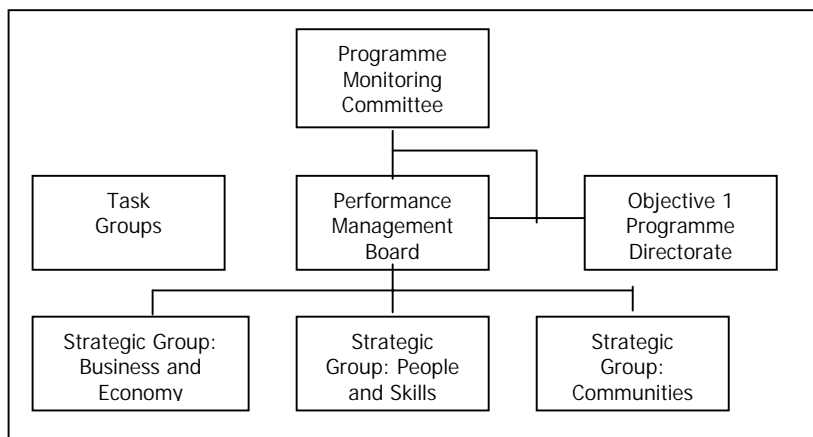 Programme
Monitoring
Committee
Task
Groups
Performance
Management
Board
Objective 1
Programme
Directorate
Strategic Group:
Business and
Economy
Strategic
Group: People
and Skills
Strategic
Group:
Communities